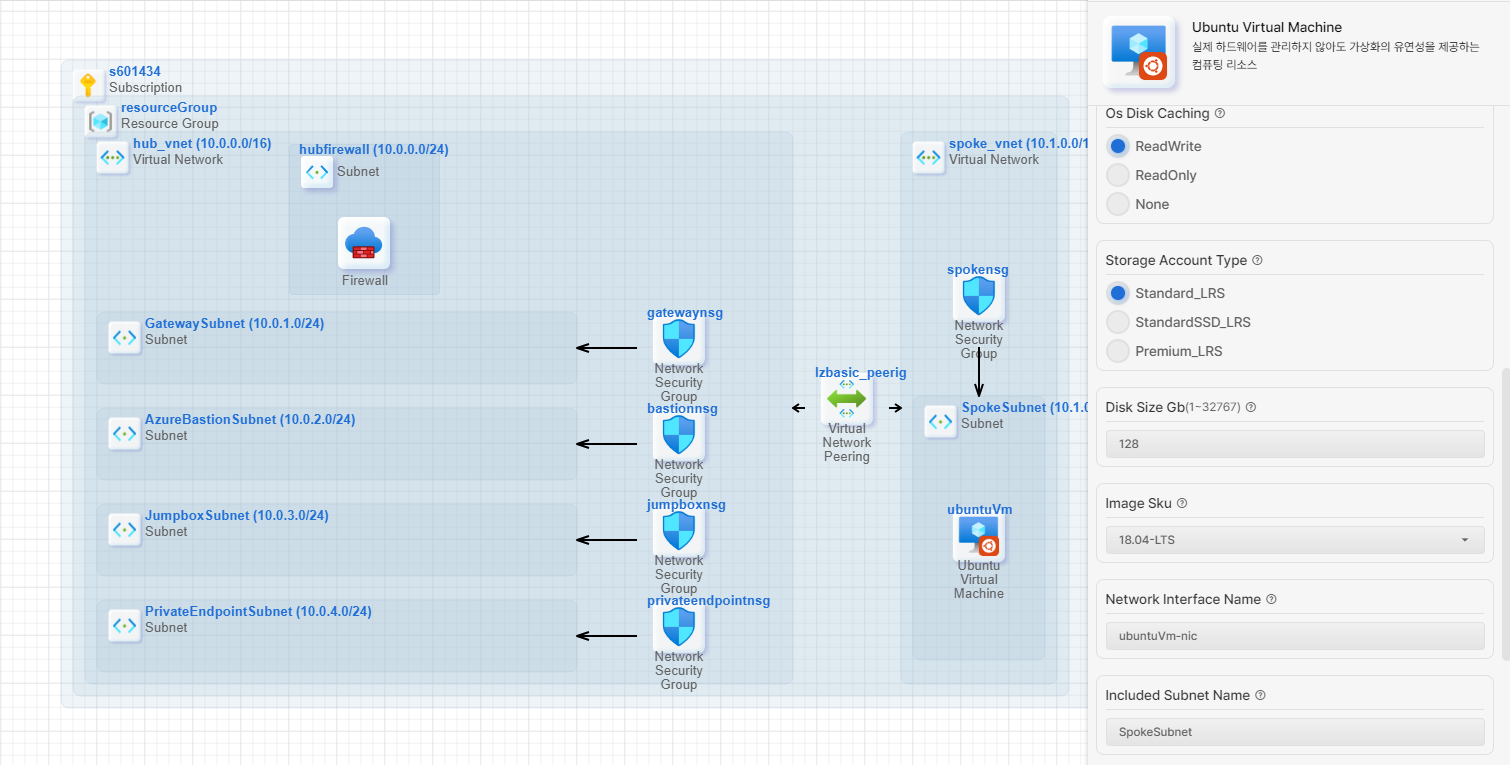 s601434
Subscription
resourceGroup
Resource Group
hub_vnet (10.0.0.0/16)
Virtual Network
hubfirewall (10.0.0.0/24)
Subnet
Firewall
GatewaySubnet (10.0.1.0/24)
Subnet
AzureBastionSubnet (10.0.2.0/24)
Subnet
JumpboxSubnet (10.0.3.0/24)
Subnet
PrivateEndpointSubnet (10.0.4.0/24)
Subnet
gatewaynsg
Network
Security
Group
bastionnsg
Network
Security
Group
jumpboxnsg
Network
Security
Group
privateendpointnsg
Network
Security
Group
lzbasic_peerig
Virtual
Network
Peering
spoke_vnet (10.1.0.0/1
Virtual Network
spokensg
Network
Security
Group
SpokeSubnet (10.1.0
Subnet
ubuntuVm
Ubuntu
Virtual
Machine
Ubuntu Virtual Machine
실제 하드웨어를 관리하지 않아도 가상화의 유연성을 제공하는
컴퓨팅 리소스
Os Disk Caching
ReadWrite
ReadOnly
None
Storage Account Type
Standard_LRS
StandardSSD_LRS
Premium_LRS
Disk Size Gb(1~32767)
128
Image Sku
18.04-LTS
Network Interface Name
ubuntuVm-nic
Included Subnet Name
SpokeSubnet